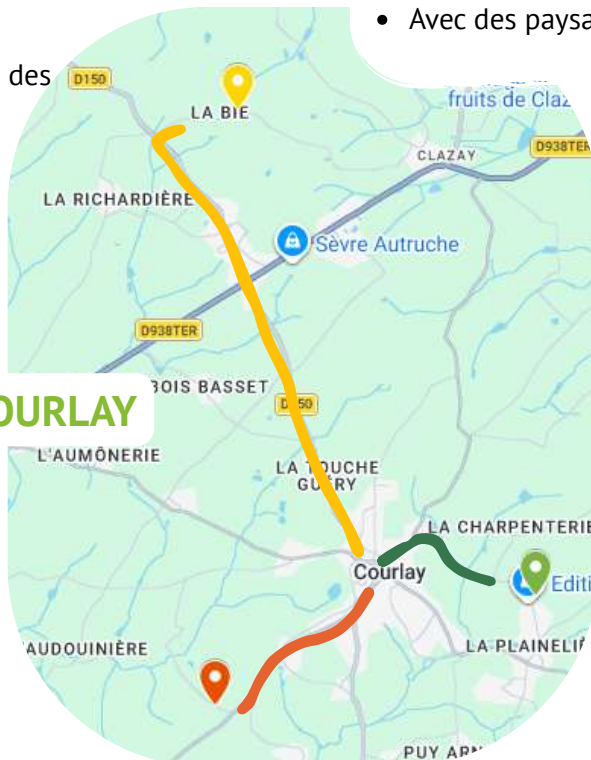 Avec des paysa
des
D150
LA BIE
fruits de Claz
CLAZAY
D938TER
LA RICHARDIÈRE
Sèvre Autruche
D938TER
BOIS BASSET
D150
OURLAY
L'AUMÔNERIE
LA TOUCHE
GUÉRY
LA CHARPENTERIE
Courlay
Editi
AUDOUINIÈRE
LA PLAINELIÈ
PUY ARN